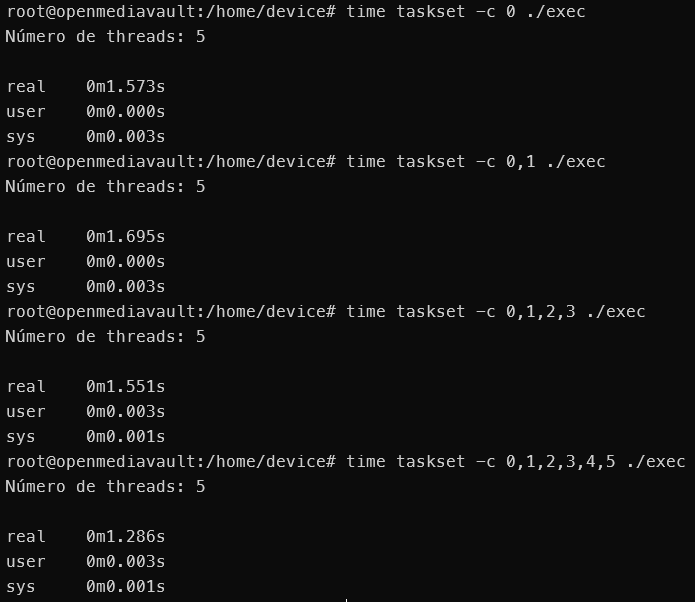 root@openmediavault:/home/device# time taskset -c 0 ./exec
Número de threads: 5
real 0m1.573s
user 0m0.000s
sys 0m0.003s
root@openmediavault:/home/device# time taskset -c 0,1 ./exec
Número de threads: 5
real 0m1.695s
user 0m0.000s
sys 0m0.003s
root@openmediavault:/home/device# time taskset -c 0,1,2,3 ./exec
Número de threads: 5
real 0m1.551s
user 0m0.003s
sys 0m0.001s
root@openmediavault:/home/device# time taskset -c 0,1,2,3,4,5 ./exec
Número de threads: 5
real 0m1.286s
user 0m0.003s
sys 0m0.001s